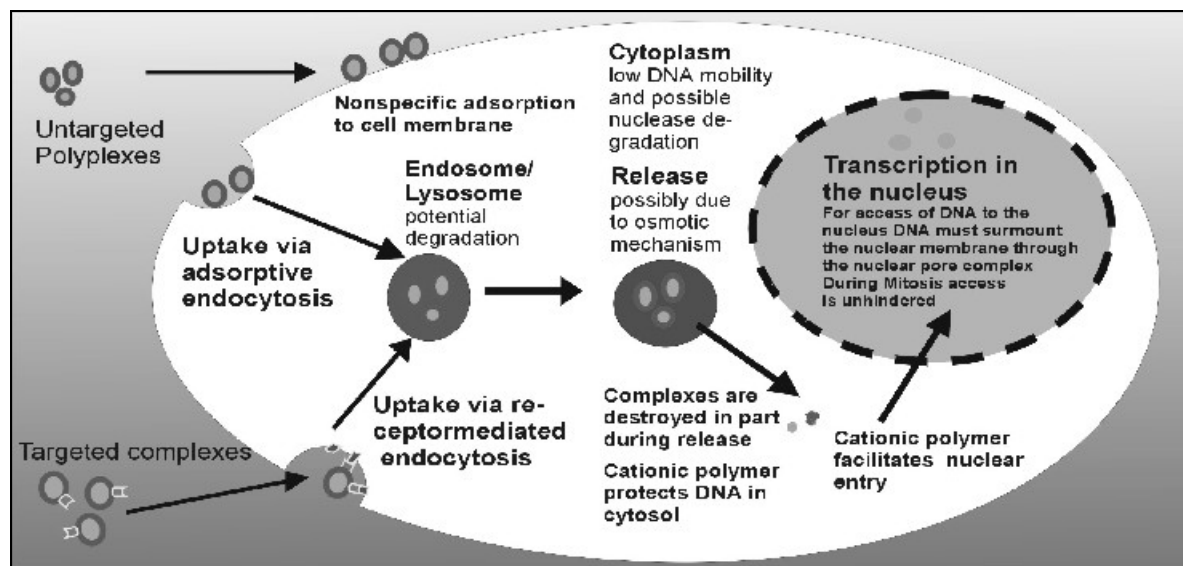 Untargeted
Polyplexes
Nonspecific adsorption
to cell membrane
Cytoplasm
low DNA mobility
and possible
nuclease de-
gradation
Endosome/
Lysosome
potential
degradation
Release
possibly due
to osmotic
mechanism
Transcription in
the nucleus
For access of DNA to the
nucleus DNA must surmount
the nuclear membrane through
the nuclear pore complex
During Mitosis access
is unhindered
Uptake via
adsorptive
endocytosis
Targeted complexes
Uptake via re-
ceptormediated
endocytosis
Complexes are
destroyed in part
during release
Cationic polymer
protects DNA in
cytosol
Cationic polymer
facilitates nuclear
entry